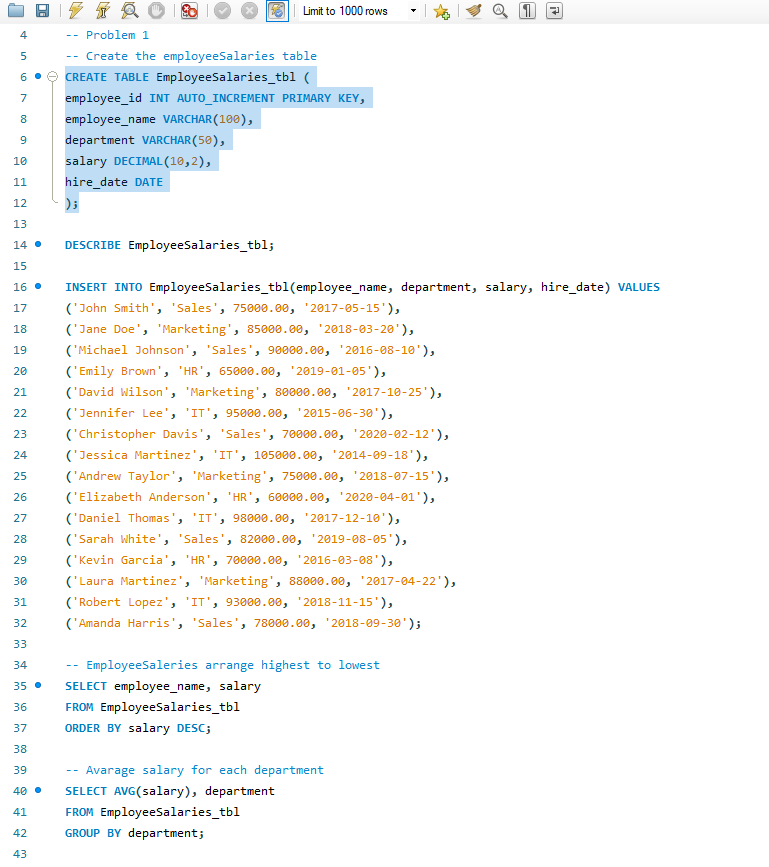 Limit to 1000 rows
4 -- Problem 1
5 -- Create the employeeSalaries table
6 CREATE TABLE EmployeeSalaries_tbl (
7 employee_id INT AUTO_INCREMENT PRIMARY KEY,
8 employee_name VARCHAR(100),
9 department VARCHAR(50),
10 salary DECIMAL(10,2),
11 hire_date DATE
12 );
13
14 DESCRIBE EmployeeSalaries_tbl;
15
16 INSERT INTO EmployeeSalaries_tbl(employee_name, department, salary, hire_date) VALUES
17 ('John Smith', 'Sales', 75000.00, '2017-05-15'),
18 ('Jane Doe', 'Marketing', 85000.00, '2018-03-20'),
19 ('Michael Johnson', 'Sales', 90000.00, '2016-08-10'),
20 ('Emily Brown', 'HR', 65000.00, '2019-01-05'),
21 ('David Wilson', 'Marketing', 80000.00, '2017-10-25'),
22 ('Jennifer Lee', 'IT', 95000.00, '2015-06-30'),
23 ('Christopher Davis', 'Sales', 70000.00, '2020-02-12'),
24 ('Jessica Martinez', 'IT', 105000.00, '2014-09-18'),
25 ('Andrew Taylor', 'Marketing', 75000.00, '2018-07-15'),
26 ('Elizabeth Anderson', 'HR', 60000.00, '2020-04-01'),
27 ('Daniel Thomas', 'IT', 98000.00, '2017-12-10'),
28 ('Sarah White', 'Sales', 82000.00, '2019-08-05'),
29 ('Kevin Garcia', 'HR', 70000.00, '2016-03-08'),
30 ('Laura Martinez', 'Marketing', 88000.00, '2017-04-22'),
31 ('Robert Lopez', 'IT', 93000.00, '2018-11-15'),
32 ('Amanda Harris', 'Sales', 78000.00, '2018-09-30');
33
34 -- EmployeeSaleries arrange highest to lowest
35 SELECT employee_name, salary
36 FROM EmployeeSalaries_tbl
37 ORDER BY salary DESC;
38
39 -- Avarage salary for each department
40 SELECT AVG(salary), department
41 FROM EmployeeSalaries_tbl
42 GROUP BY department;
43